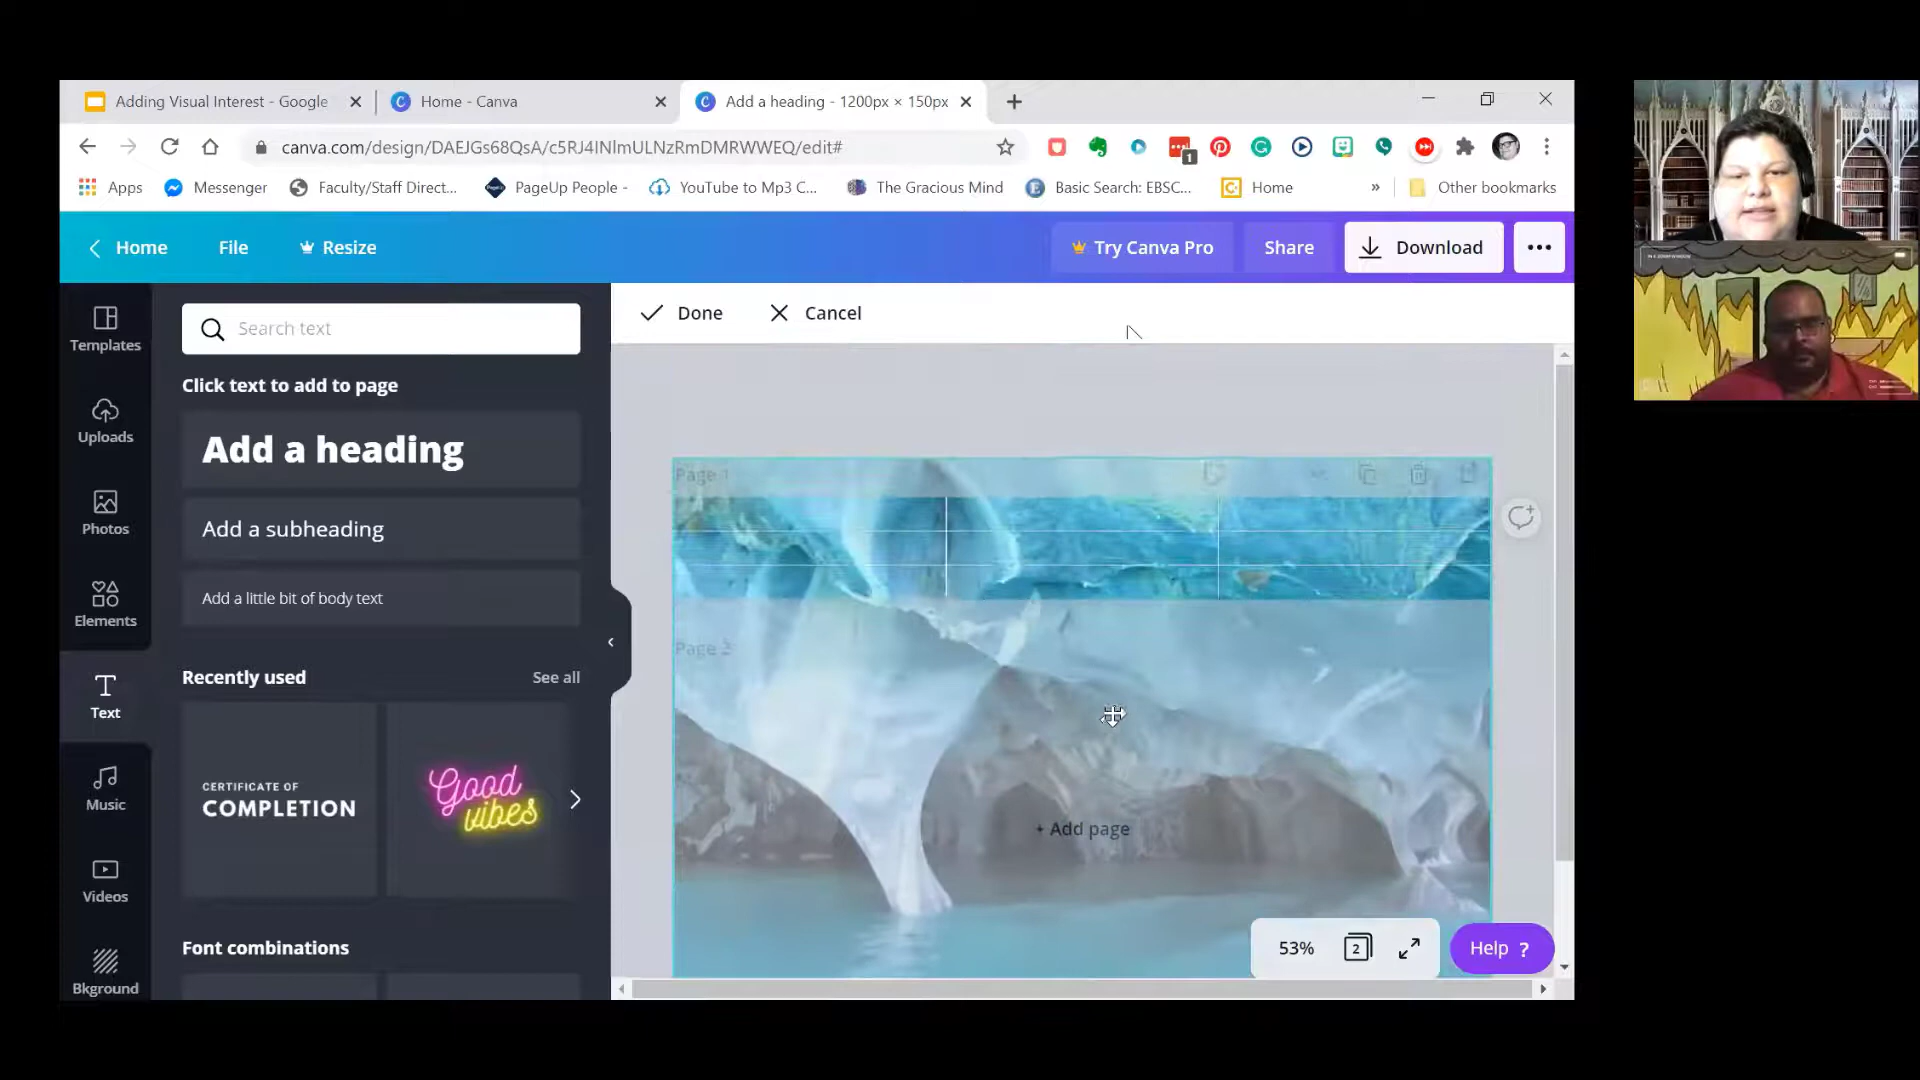 Adding Visual Interest - Google
Home - Canva
Add a heading - 1200px × 150px
canva.com/design/DAEJGs68QsA/c5RJ4INlmULNzRmDMRWWEQ/edit#
1
Apps
Messenger
Faculty/Staff Direct...
PageUp People -
YouTube to Mp3 C...
The Gracious Mind
Basic Search: EBSC...
Home
»
Other bookmarks
Home
File
Resize
Try Canva Pro
Share
Download
Templates
Uploads
Photos
Elements
Text
Music
Videos
Bkground
Search text
Click text to add to page
Add a heading
Add a subheading
Add a little bit of body text
Recently used
See all
CERTIFICATE OF
COMPLETION
Good
vibes
Font combinations
Done
Cancel
Page 1
Page 2
+ Add page
53%
2
Help ?